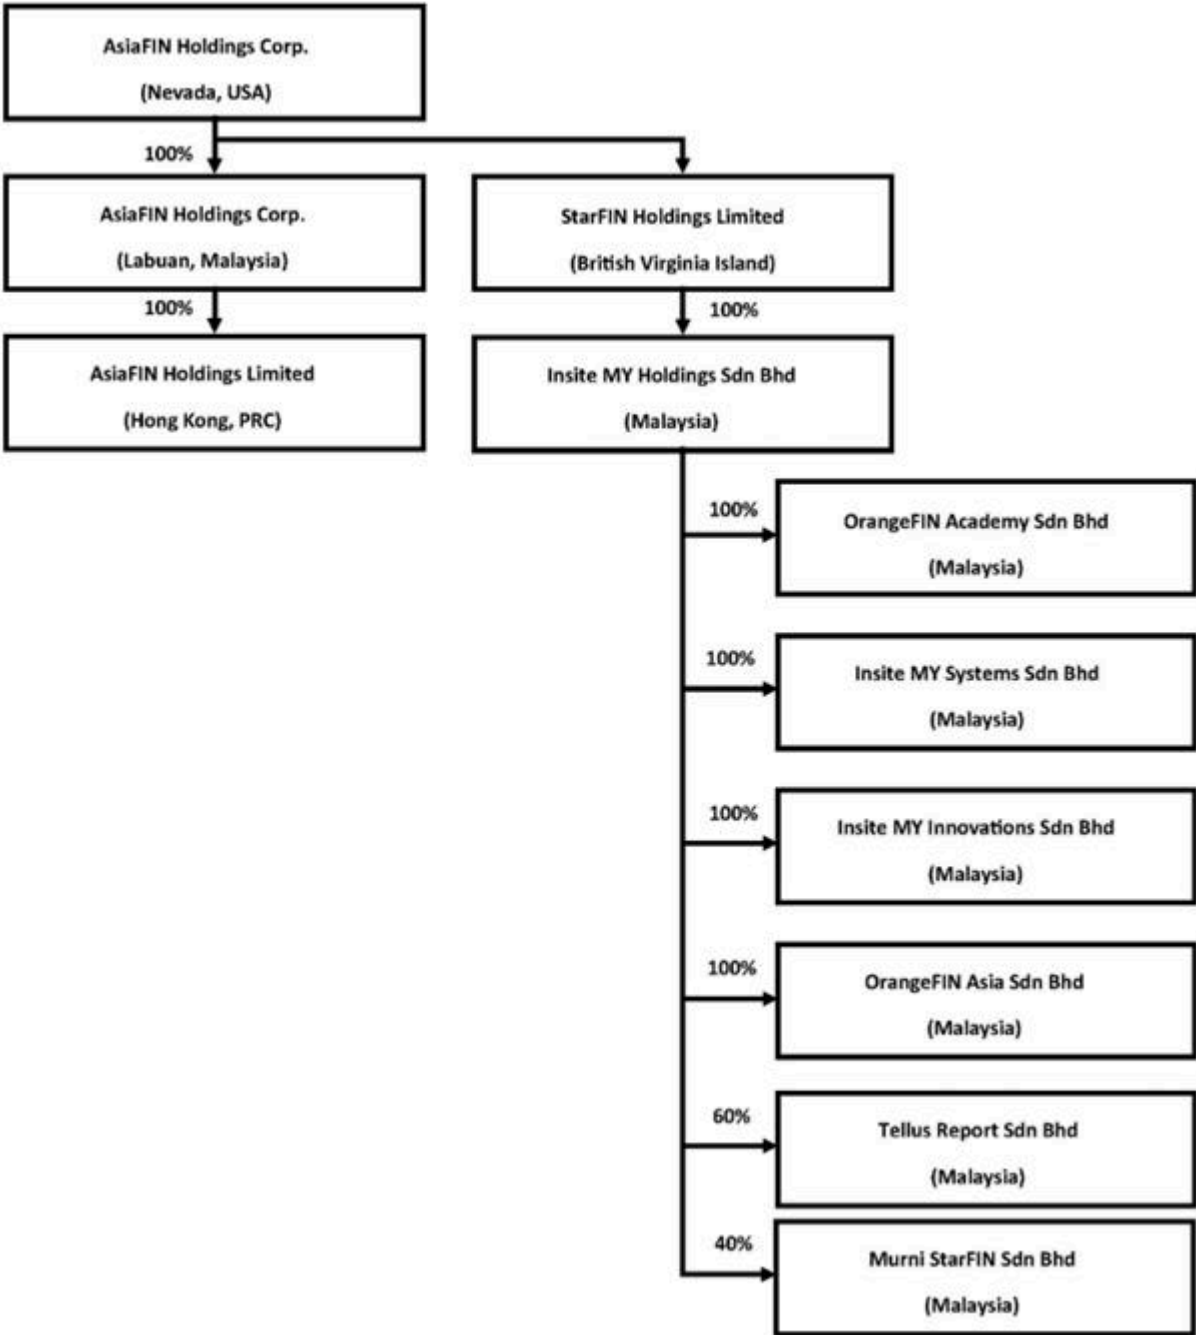 AsiaFIN Holdings Corp.
(Nevada, USA)
100%
AsiaFIN Holdings Corp.
(Labuan, Malaysia)
StarFIN Holdings Limited
(British Virginia Island)
100%
100%
AsiaFIN Holdings Limited
(Hong Kong, PRC)
Insite MY Holdings Sdn Bhd
(Malaysia)
100%
OrangeFIN Academy Sdn Bhd
(Malaysia)
100%
Insite MY Systems Sdn Bhd
(Malaysia)
100%
Insite MY Innovations Sdn Bhd
(Malaysia)
100%
OrangeFIN Asia Sdn Bhd
(Malaysia)
60%
Tellus Report Sdn Bhd
(Malaysia)
40%
Murni StarFIN Sdn Bhd
(Malaysia)